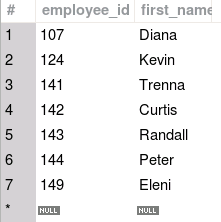 # employee_id first_name
1 107 Diana
2 124 Kevin
3 141 Trenna
4 142 Curtis
5 143 Randall
6 144 Peter
7 149 Eleni
* NULL NULL